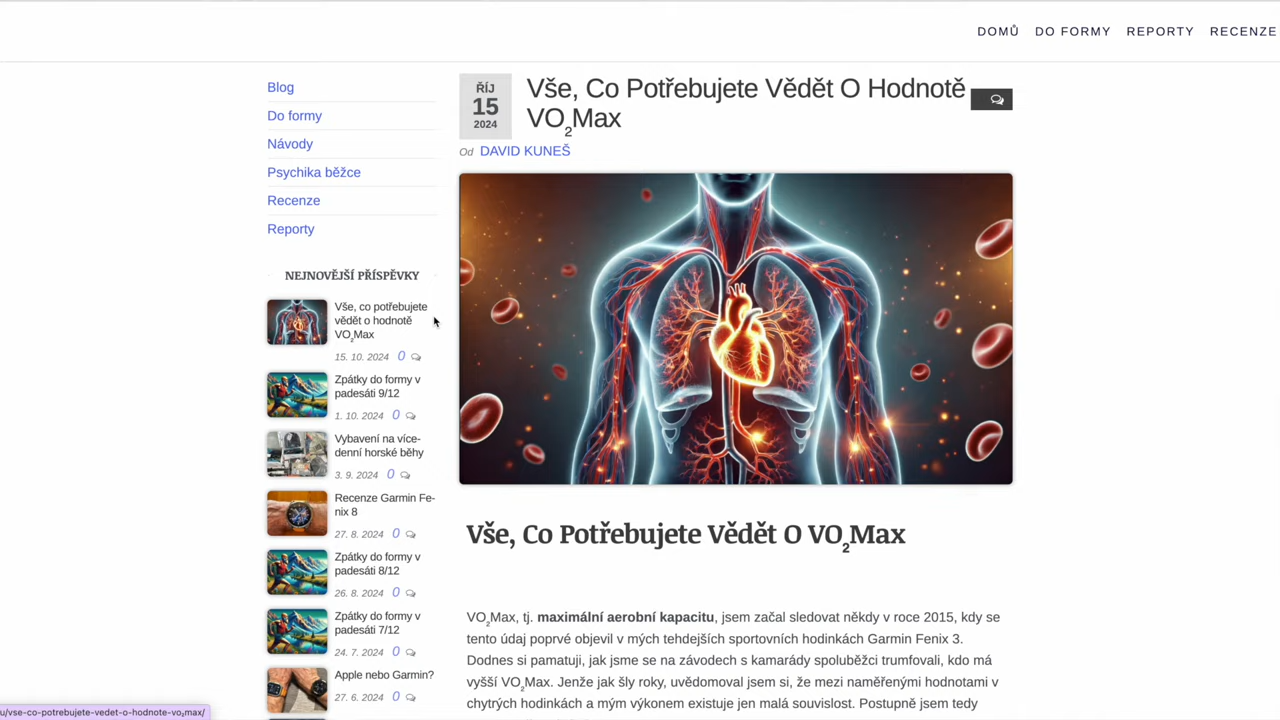 DOMŮ DO FORMY REPORTY RECENZE
Blog
Do formy
Návody
Psychika běžce
Recenze
Reporty
NEJNOVĚJŠÍ PŘÍSPĚVKY
Vše, co potřebujete
vědět o hodnotě
VO₂Max
15. 10. 2024 0
Zpátky do formy v
padesáti 9/12
1. 10. 2024 0
Vybavení na více-
denní horské běhy
3. 9. 2024 0
Recenze Garmin Fe-
nix 8
27. 8. 2024 0
Zpátky do formy v
padesáti 8/12
26. 8. 2024 0
Zpátky do formy v
padesáti 7/12
24. 7. 2024 0
Apple nebo Garmin?
27. 6. 2024 0
ŘÍJ
15
2024
Vše, Co Potřebujete Vědět O Hodnotě
VO₂Max
Od DAVID KUNEŠ
Vše, Co Potřebujete Vědět O VO₂Max
VO₂Max, tj. maximální aerobní kapacitu, jsem začal sledovat někdy v roce 2015, kdy se
tento údaj poprvé objevil v mých tehdejších sportovních hodinkách Garmin Fenix 3.
Dodnes si pamatuji, jak jsme se na závodech s kamarády spoluběžci trumfovali, kdo má
vyšší VO₂Max. Jenže jak šly roky, uvědomoval jsem si, že mezi naměřenými hodnotami v
chytrých hodinkách a mým výkonem existuje jen malá souvislost. Postupně jsem tedy
u/vse-co-potrebujete-vedet-o-hodnote-vo₂max/